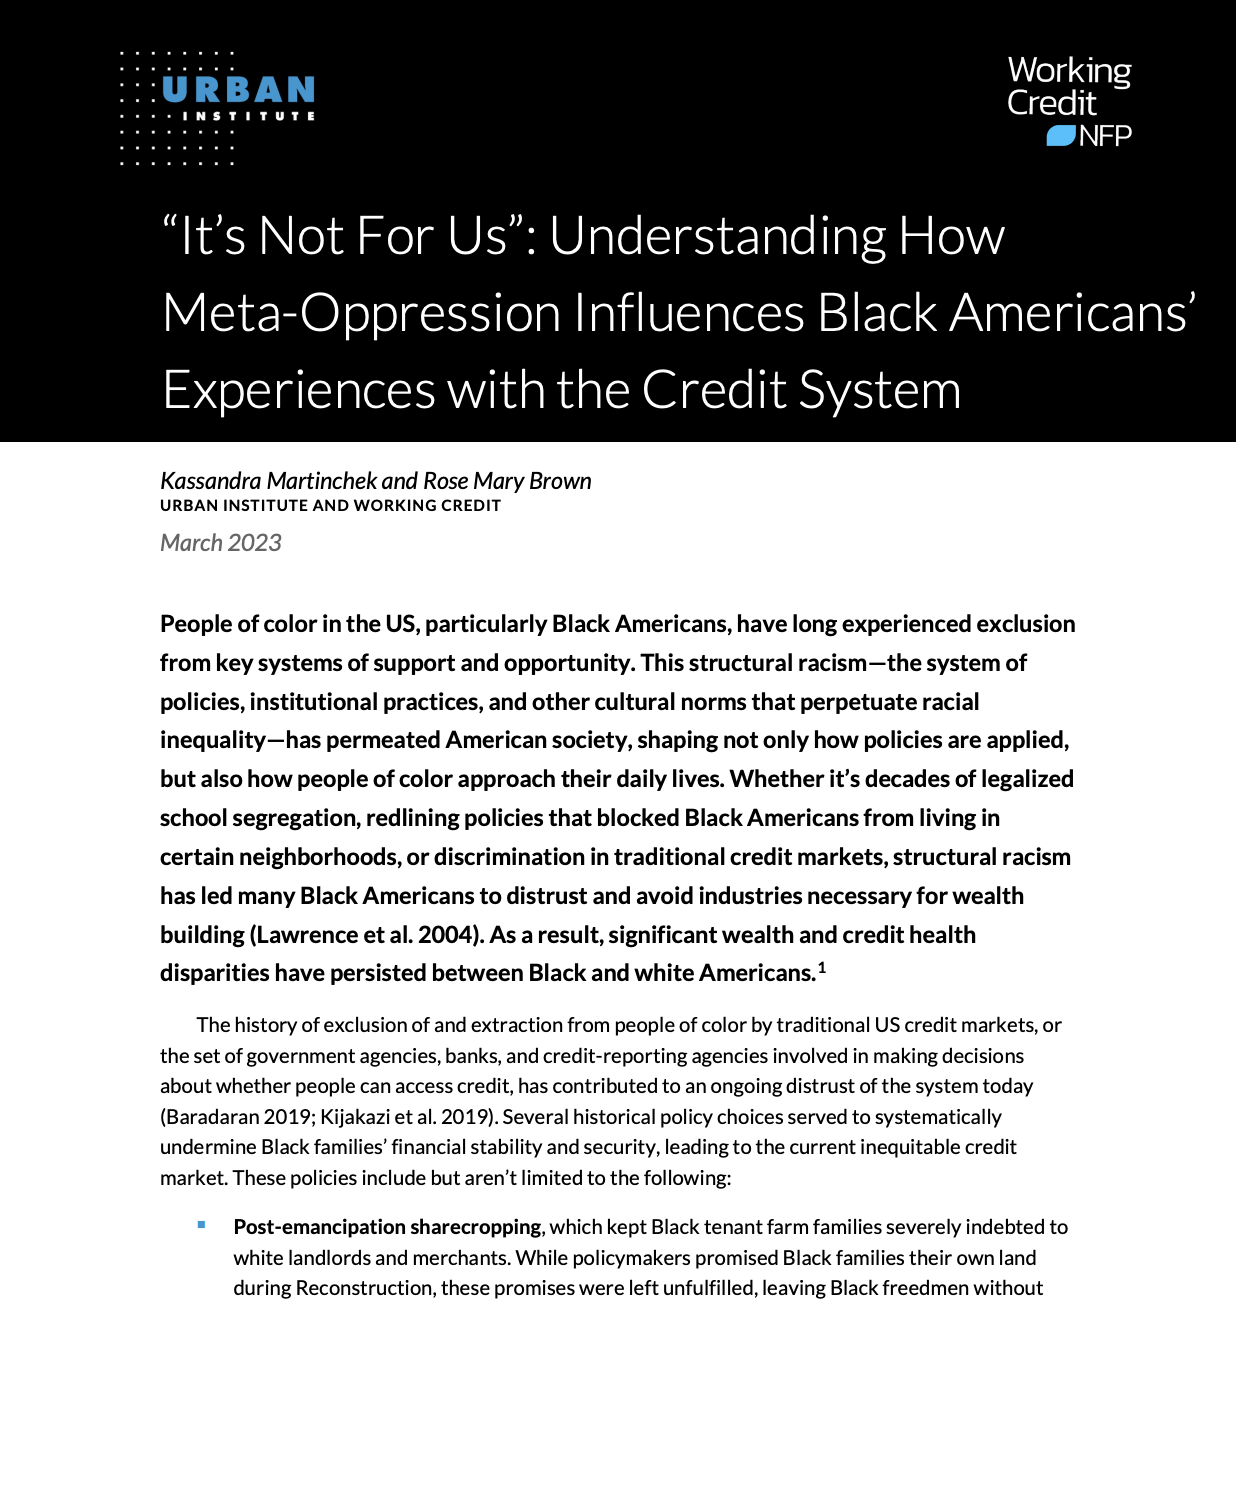 URBAN
INSTITUTE
Working
Credit
NFP
“It’s Not For Us”: Understanding How
Meta-Oppression Influences Black Americans’
Experiences with the Credit System
Kassandra Martinchek and Rose Mary Brown
URBAN INSTITUTE AND WORKING CREDIT
March 2023
People of color in the US, particularly Black Americans, have long experienced exclusion
from key systems of support and opportunity. This structural racism—the system of
policies, institutional practices, and other cultural norms that perpetuate racial
inequality—has permeated American society, shaping not only how policies are applied,
but also how people of color approach their daily lives. Whether it’s decades of legalized
school segregation, redlining policies that blocked Black Americans from living in
certain neighborhoods, or discrimination in traditional credit markets, structural racism
has led many Black Americans to distrust and avoid industries necessary for wealth
building (Lawrence et al. 2004). As a result, significant wealth and credit health
disparities have persisted between Black and white Americans.¹
The history of exclusion of and extraction from people of color by traditional US credit markets, or
the set of government agencies, banks, and credit-reporting agencies involved in making decisions
about whether people can access credit, has contributed to an ongoing distrust of the system today
(Baradaran 2019; Kijakazi et al. 2019). Several historical policy choices served to systematically
undermine Black families’ financial stability and security, leading to the current inequitable credit
market. These policies include but aren’t limited to the following:
▪ Post-emancipation sharecropping, which kept Black tenant farm families severely indebted to
white landlords and merchants. While policymakers promised Black families their own land
during Reconstruction, these promises were left unfulfilled, leaving Black freedmen without